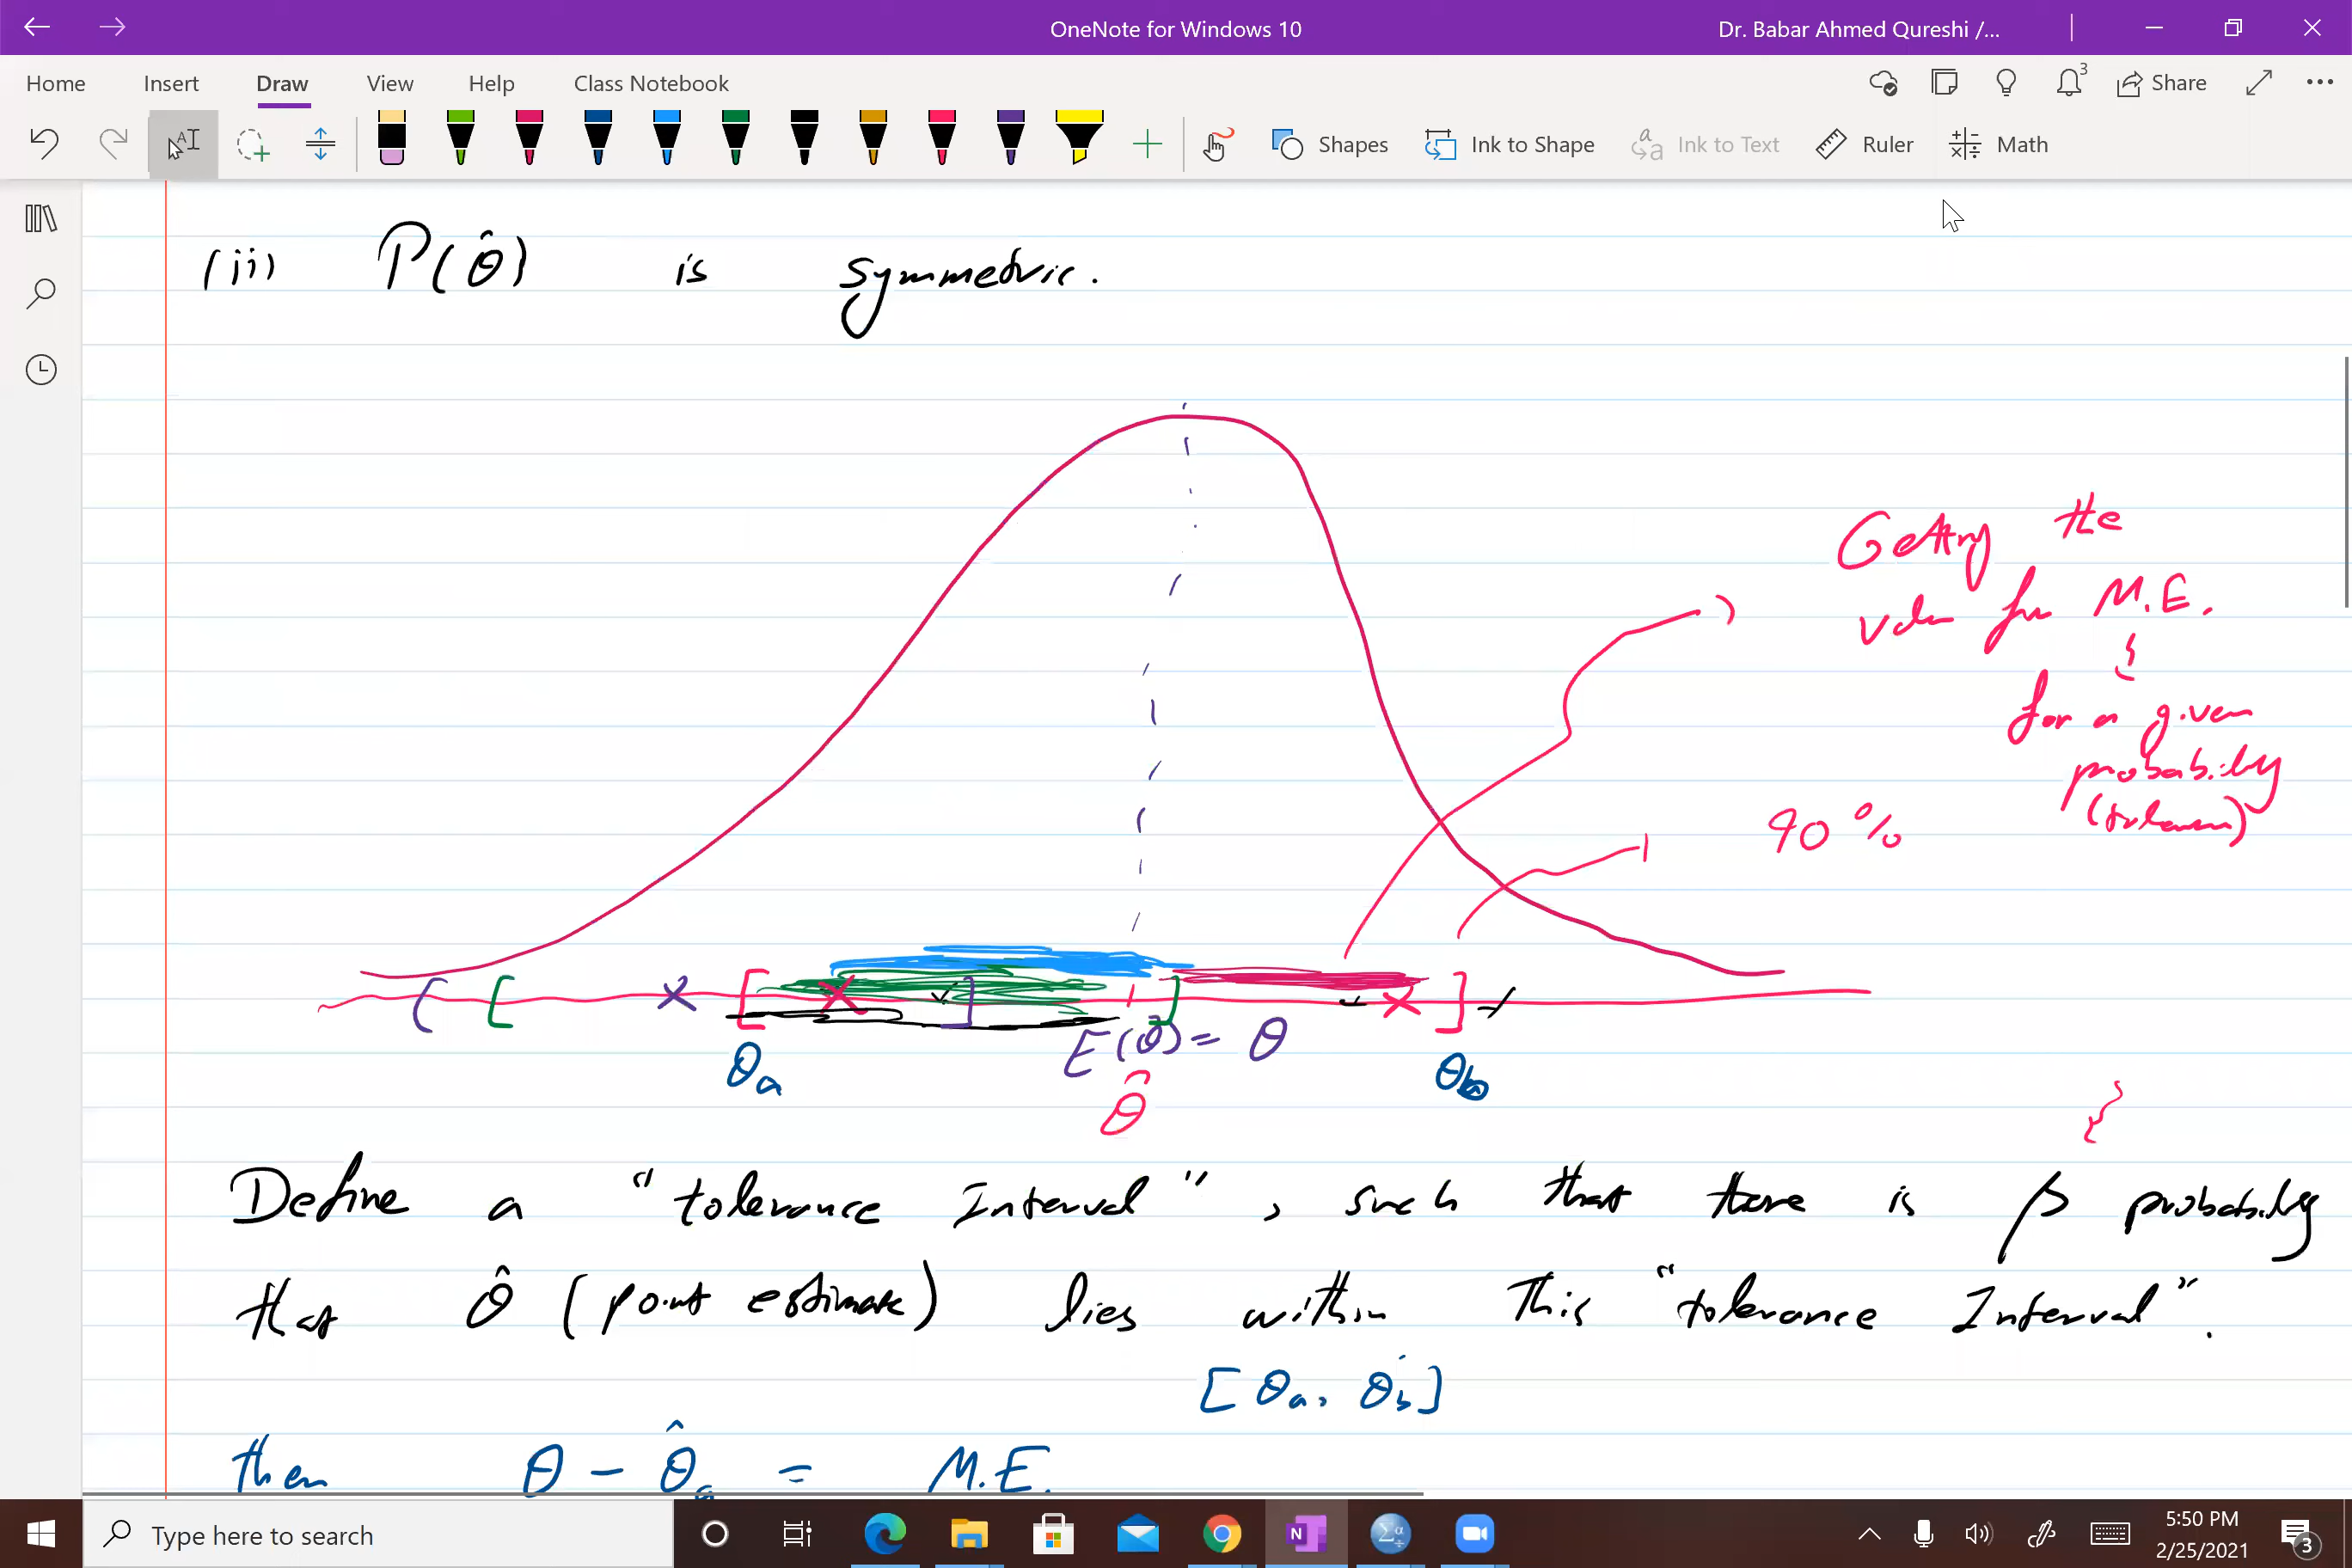 OneNote for Windows 10
Dr. Babar Ahmed Qureshi /...
Home Insert Draw View Help Class Notebook
3
Share
Shapes Ink to Shape Ink to Text Ruler Math
(ii) P(θ̂) is symmetric.
Getting the
for M.E.
for a given
probability
90%
[ ] [ ] [ ]
E(θ̂) = θ
θa θb
θ̂
Define a "tolerance Interval", such that there is β probability
that θ̂ (point estimate) lies within this "tolerance Interval".
[θa, θb]
then θ - θ̂a = M.E.
Type here to search
5:50 PM
2/25/2021
3